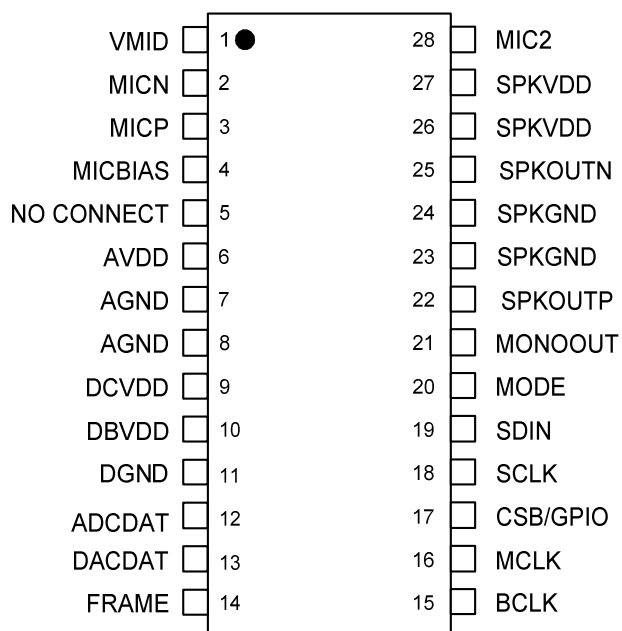 VMID 1 28 MIC2
MICN 2 27 SPKVDD
MICP 3 26 SPKVDD
MICBIAS 4 25 SPKOUTN
NO CONNECT 5 24 SPKGND
AVDD 6 23 SPKGND
AGND 7 22 SPKOUTP
AGND 8 21 MONOOUT
DCVDD 9 20 MODE
DBVDD 10 19 SDIN
DGND 11 18 SCLK
ADCDAT 12 17 CSB/GPIO
DACDAT 13 16 MCLK
FRAME 14 15 BCLK